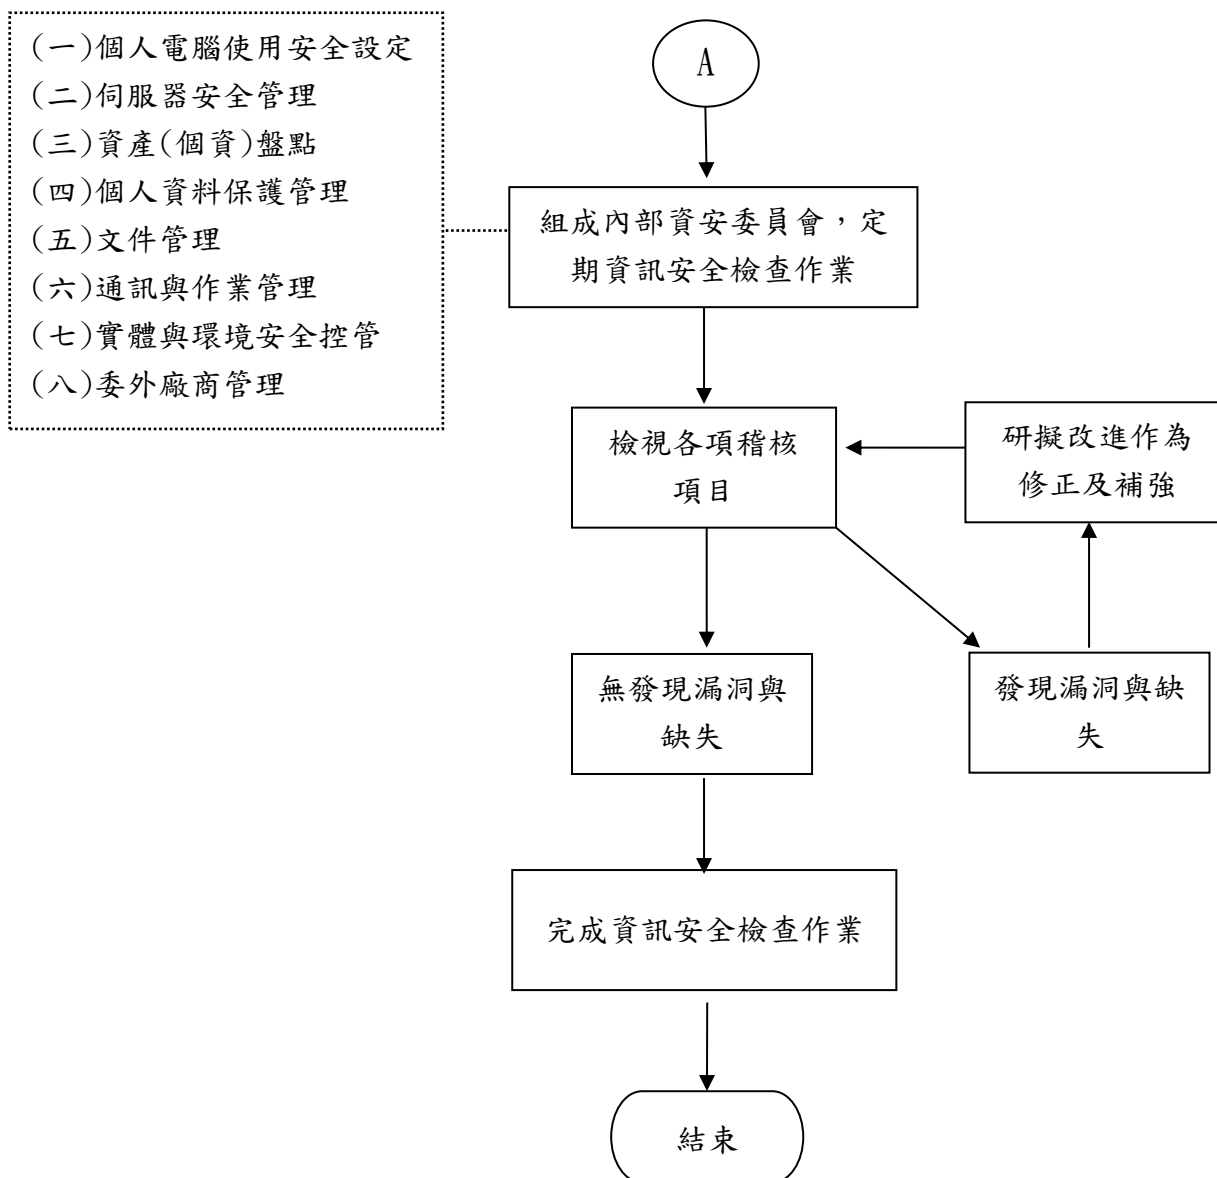 (一)個人電腦使用安全設定
(二)伺服器安全管理
(三)資產(個資)盤點
(四)個人資料保護管理
(五)文件管理
(六)通訊與作業管理
(七)實體與環境安全控管
(八)委外廠商管理
A
組成內部資安委員會，定
期資訊安全檢查作業
檢視各項稽核
項目
研擬改進作為
修正及補強
無發現漏洞與
缺失
發現漏洞與缺
失
完成資訊安全檢查作業
結束